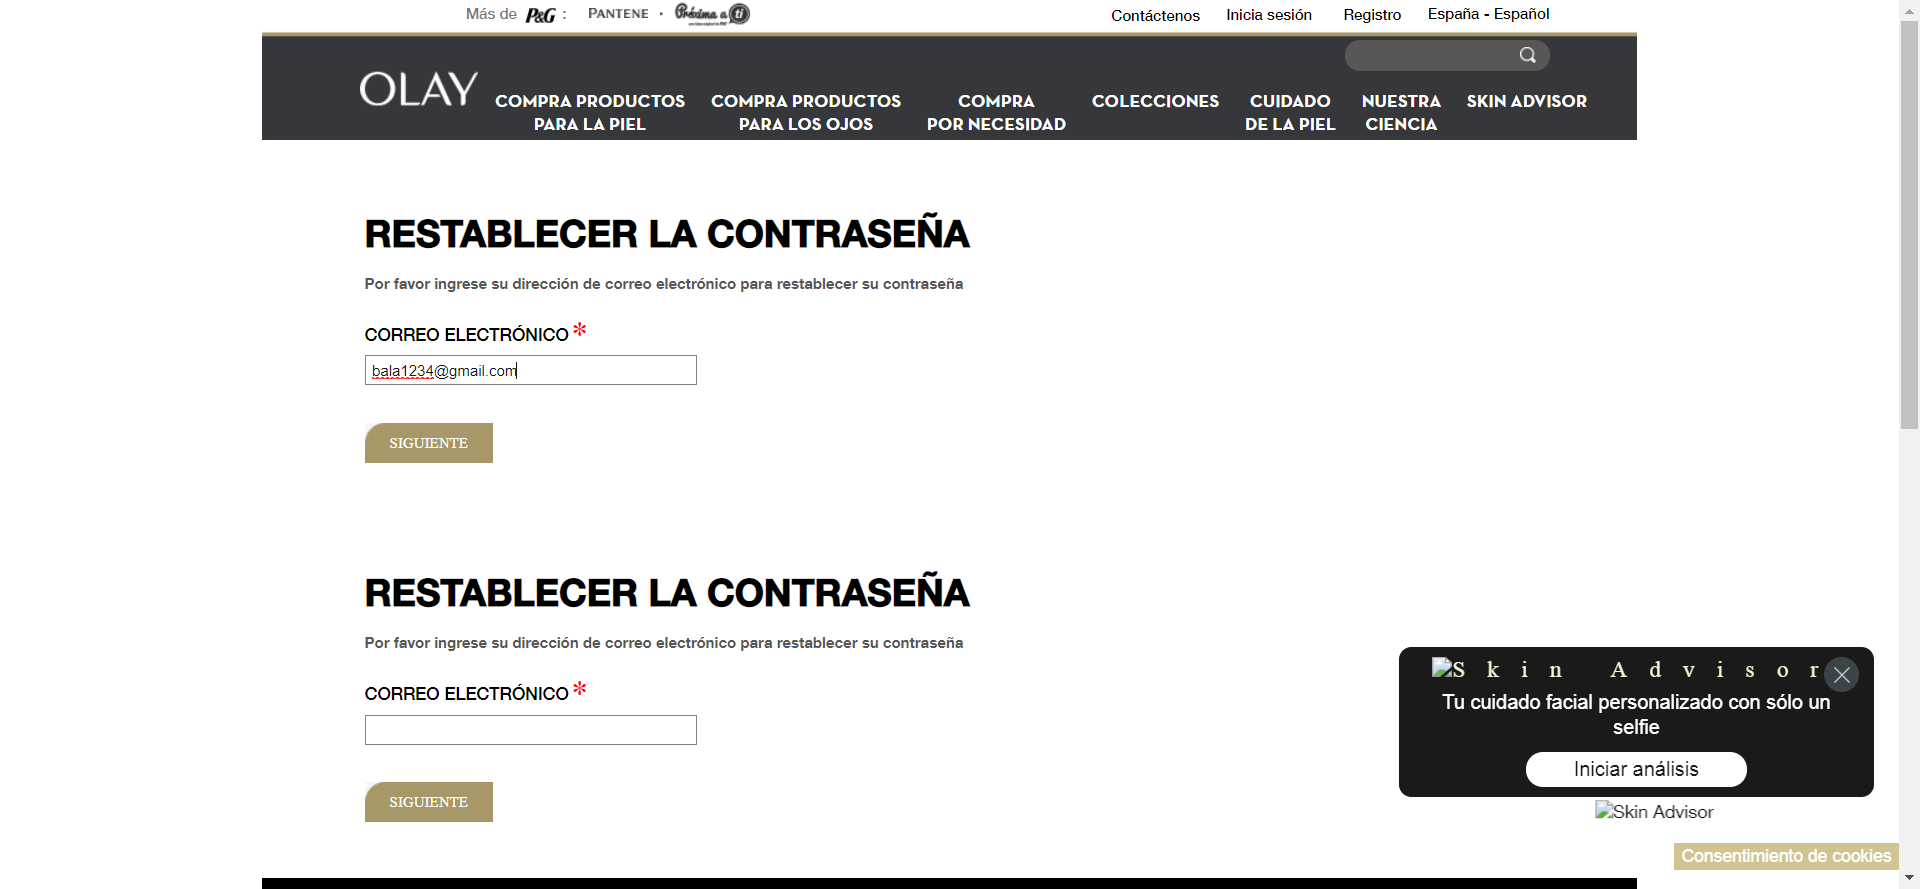 Más de P&G : PANTENE · Próxima a ti
Contáctenos Inicia sesión Registro España - Español
OLAY
COMPRA PRODUCTOS PARA LA PIEL
COMPRA PRODUCTOS PARA LOS OJOS
COMPRA POR NECESIDAD
COLECCIONES
CUIDADO DE LA PIEL
NUESTRA CIENCIA
SKIN ADVISOR
RESTABLECER LA CONTRASEÑA
Por favor ingrese su dirección de correo electrónico para restablecer su contraseña
CORREO ELECTRÓNICO *
bala1234@gmail.com
SIGUIENTE
RESTABLECER LA CONTRASEÑA
Por favor ingrese su dirección de correo electrónico para restablecer su contraseña
CORREO ELECTRÓNICO *
SIGUIENTE
Skin Advisor
Tu cuidado facial personalizado con sólo un
selfie
Iniciar análisis
Skin Advisor
Consentimiento de cookies